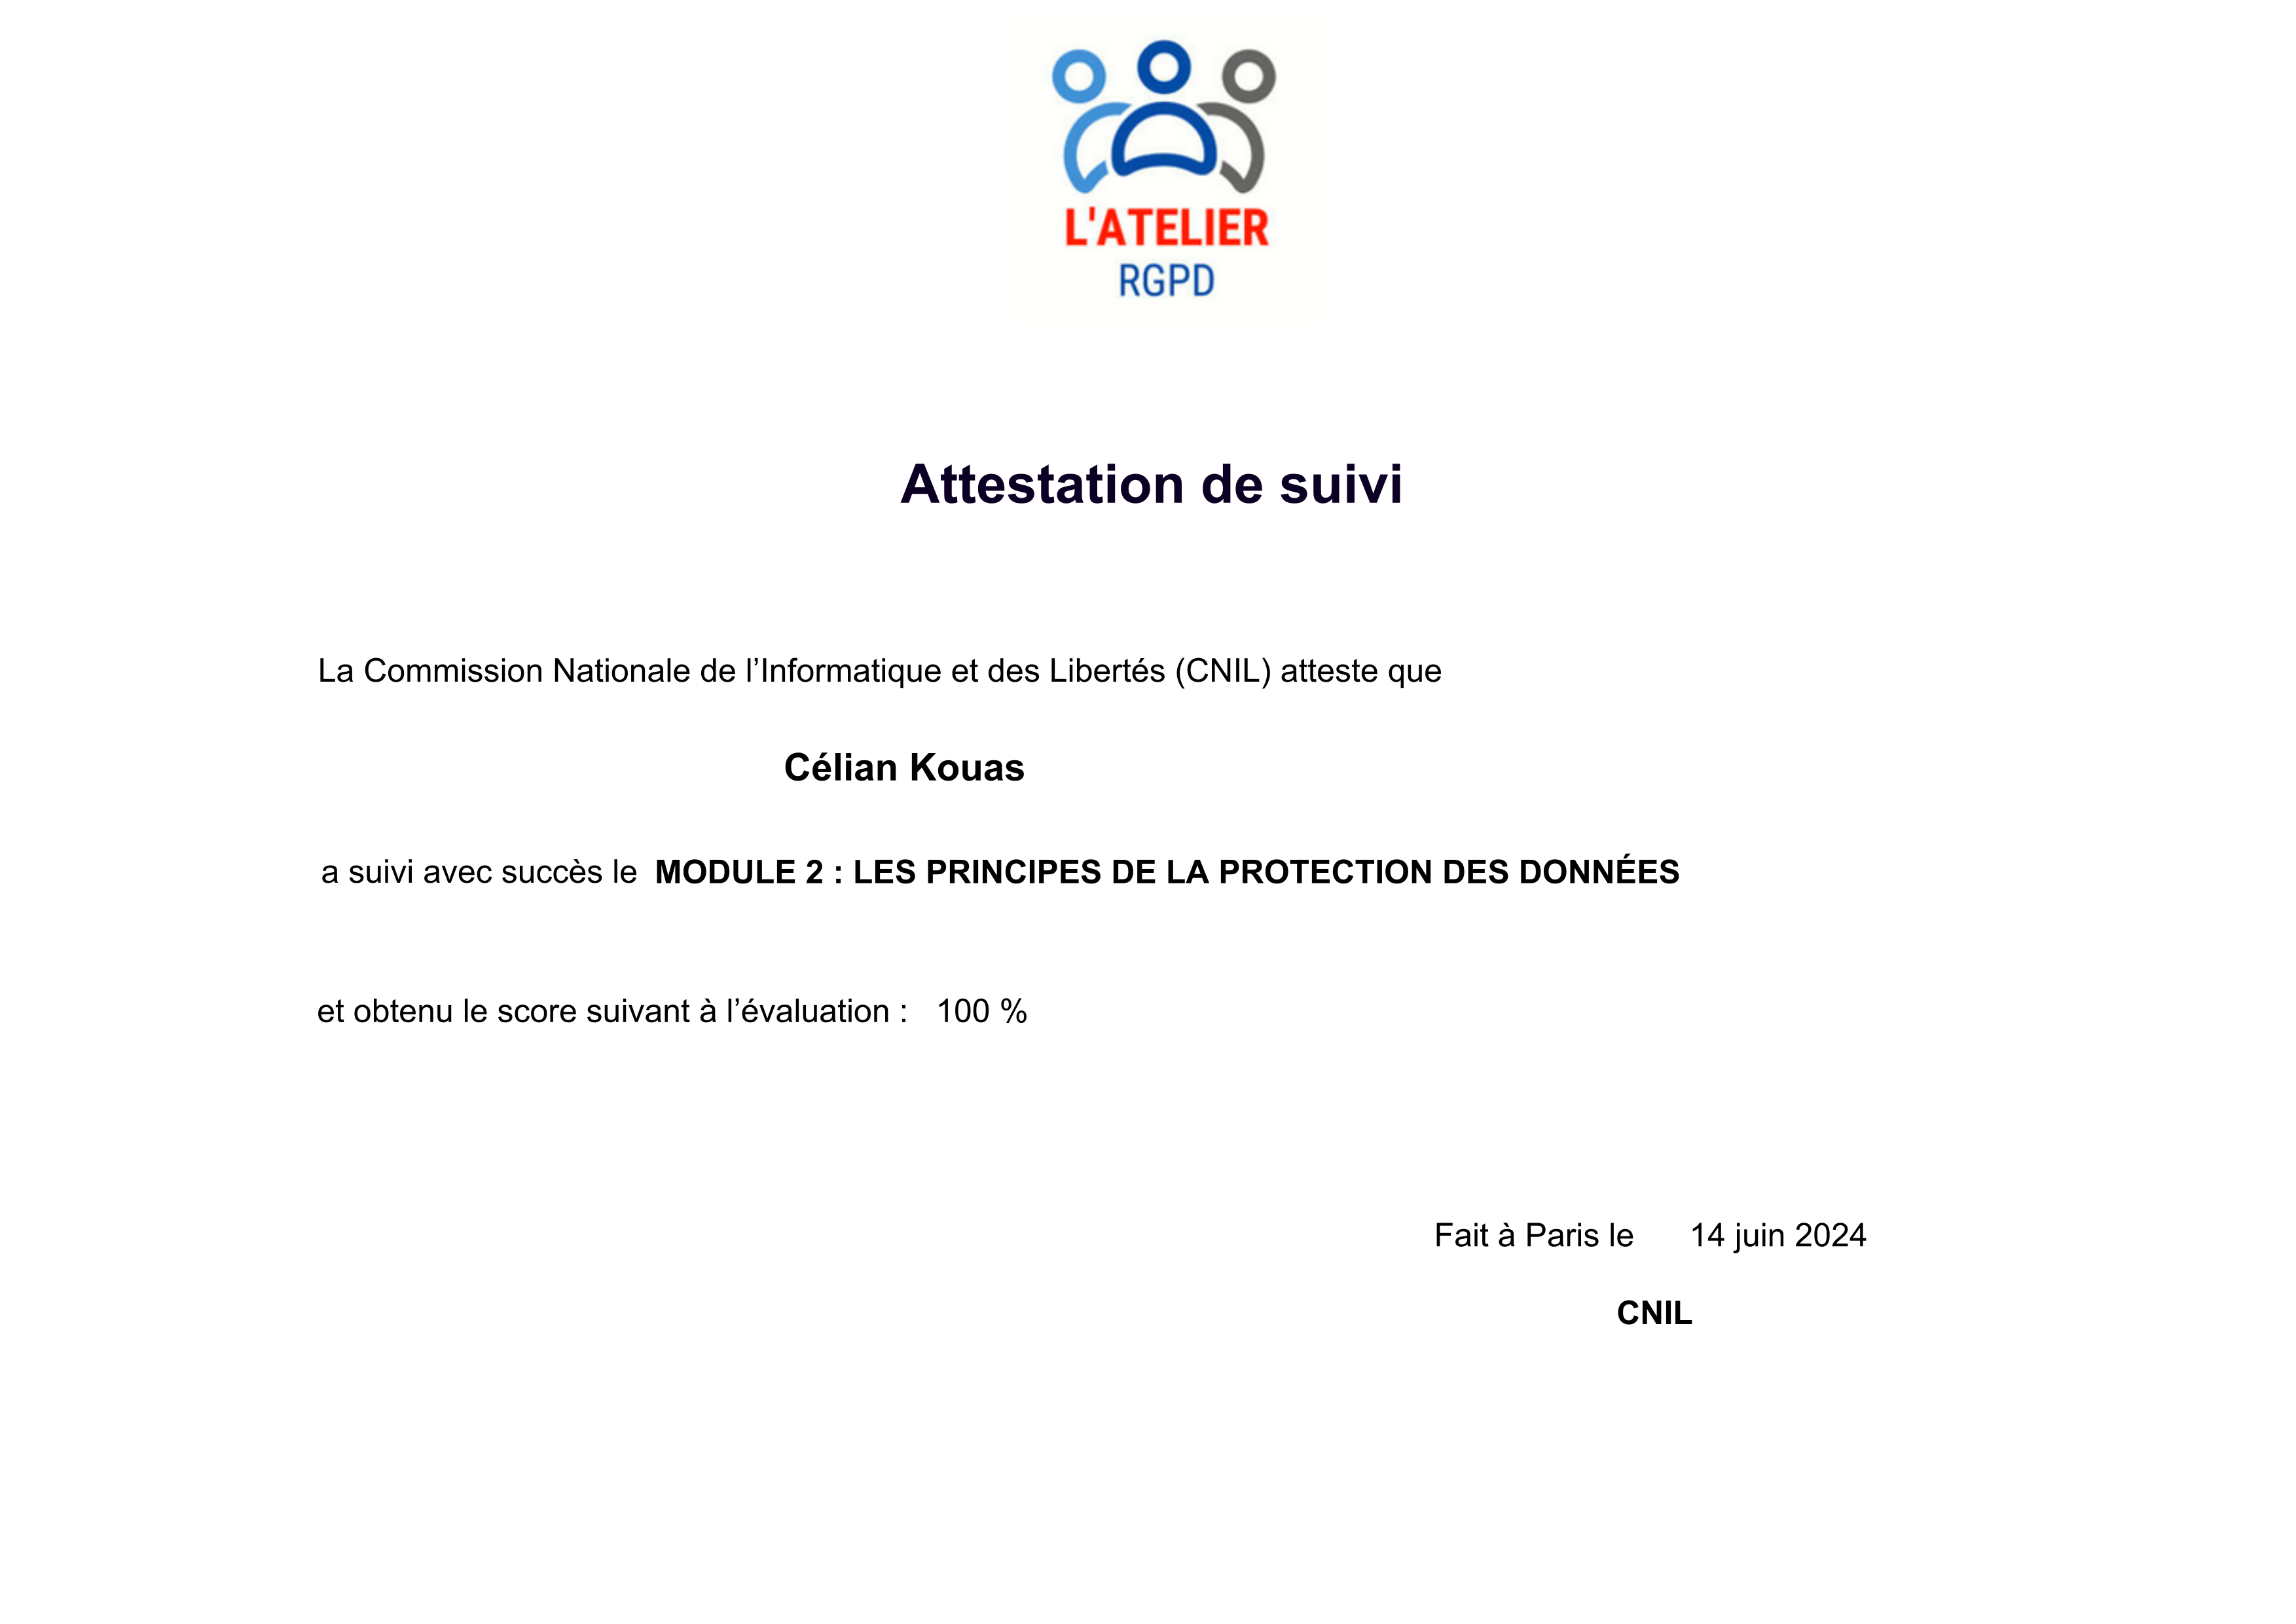 L'ATELIER
RGPD
Attestation de suivi
La Commission Nationale de l’Informatique et des Libertés (CNIL) atteste que
Célian Kouas
a suivi avec succès le MODULE 2 : LES PRINCIPES DE LA PROTECTION DES DONNÉES
et obtenu le score suivant à l’évaluation : 100 %
Fait à Paris le 14 juin 2024
CNIL